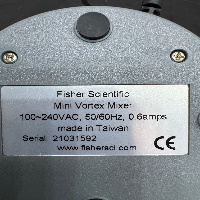 Fisher Scientific
Mini Vortex Mixer
100~240VAC, 50/60Hz, 0.6amps
made in Taiwan
Serial: 21031592
www.fishersci.com
CE